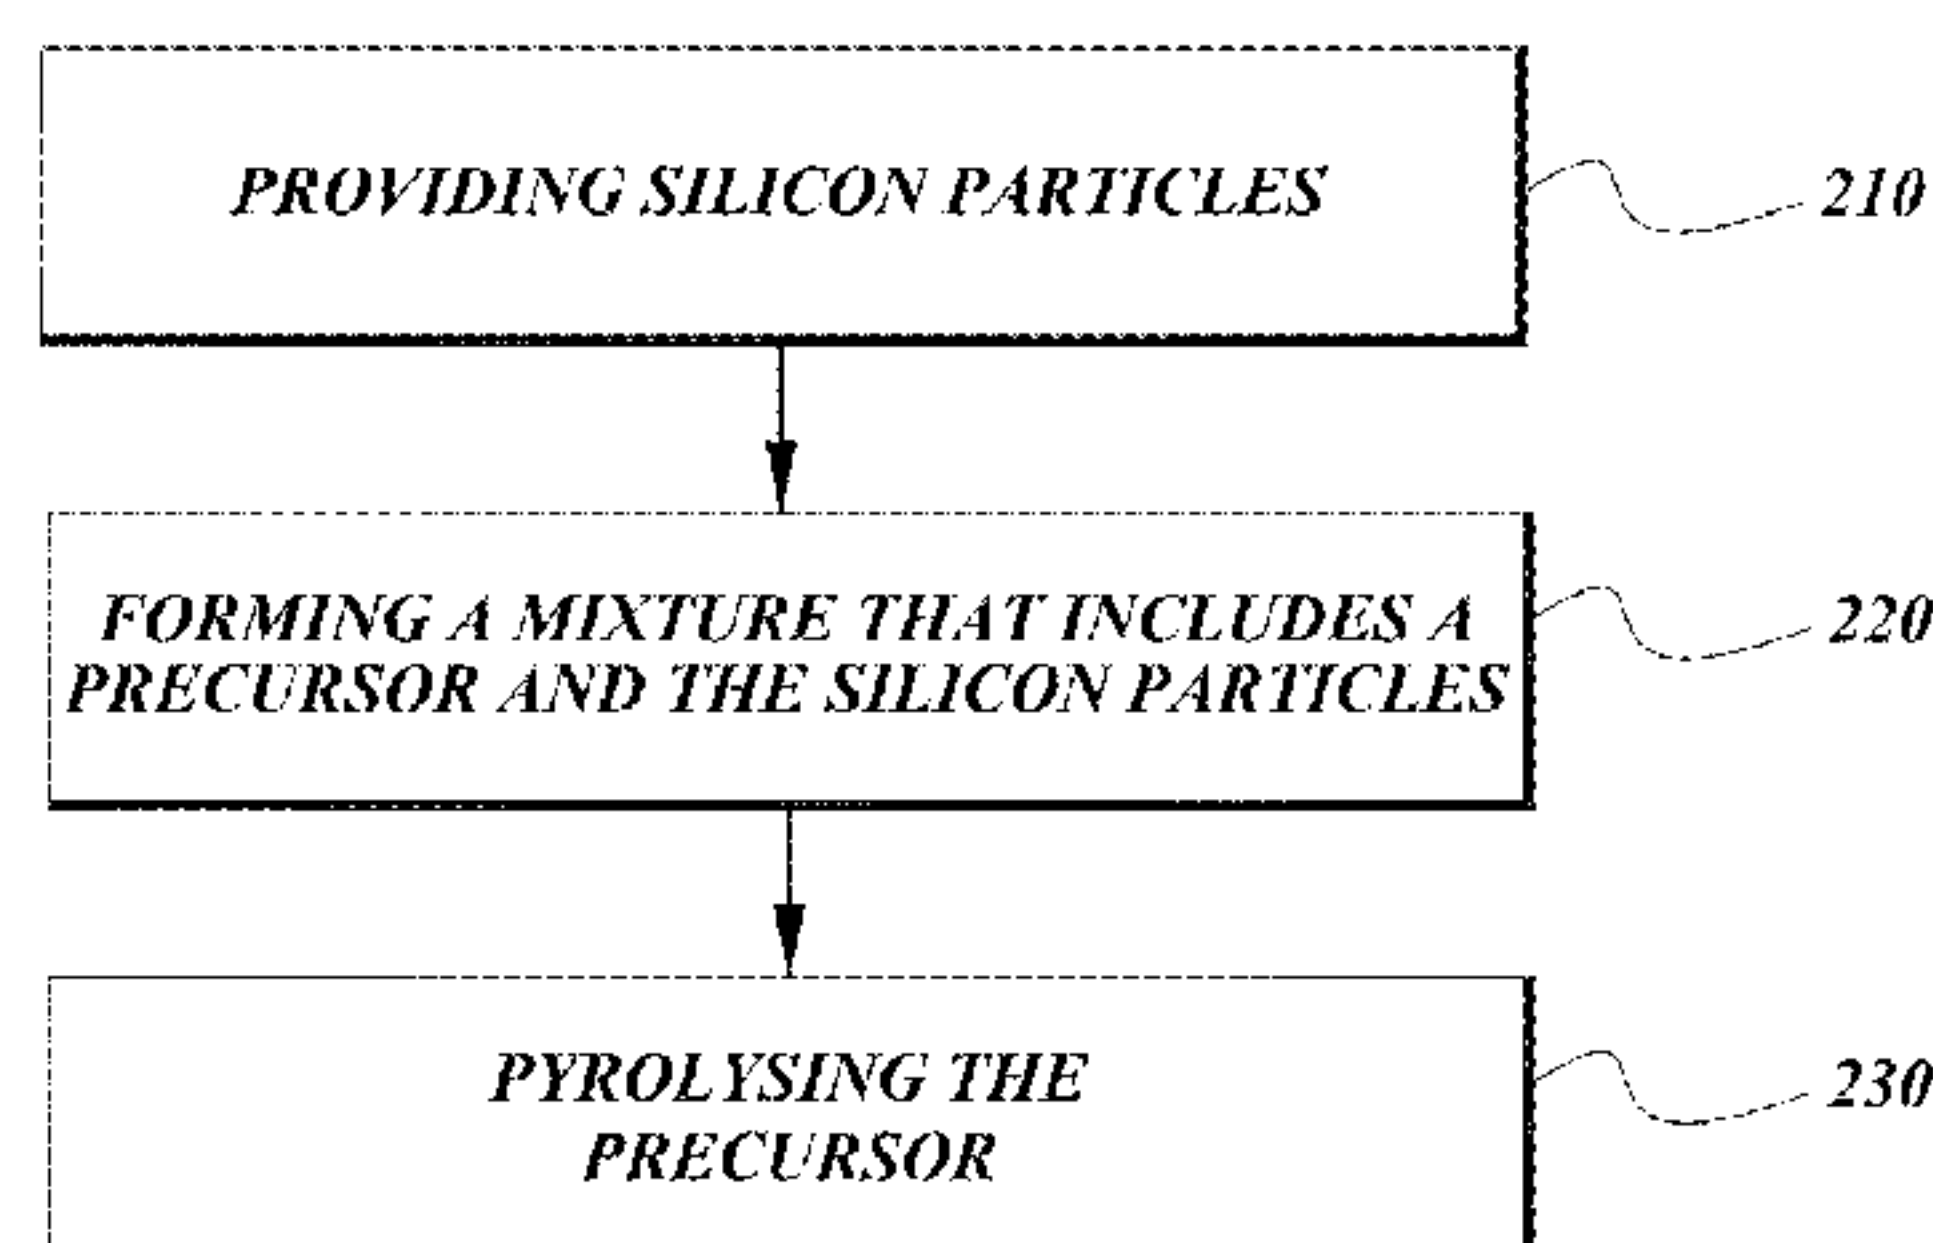 PROVIDING SILICON PARTICLES
210
FORMING A MIXTURE THAT INCLUDES A
PRECURSOR AND THE SILICON PARTICLES
220
PYROLYSING THE
PRECURSOR
230